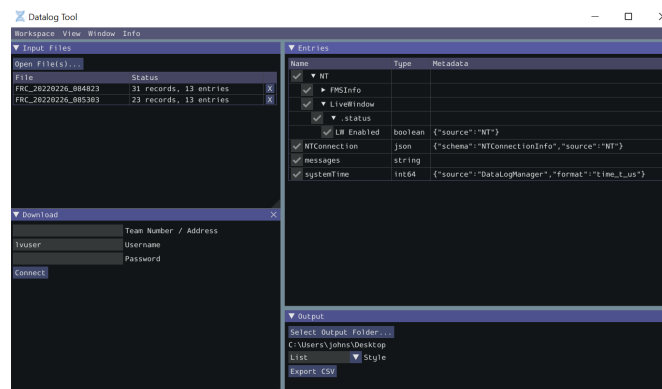 Datalog Tool
Workspace View Window Info
Input Files
Open File(s)...
File Status
FRC_20220226_084823 31 records, 13 entries X
FRC_20220226_085303 23 records, 13 entries X
Download
Team Number / Address
lvuser Username
Password
Connect
Entries
Name Type Metadata
NT
FMSInfo
LiveWindow
.status
LW Enabled boolean {"source":"NT"}
NTConnection json {"schema":"NTConnectionInfo","source":"NT"}
messages string
systemTime int64 {"source":"DataLogManager","format":"time_t_us"}
Output
Select Output Folder...
C:\Users\johns\Desktop
List Style
Export CSV